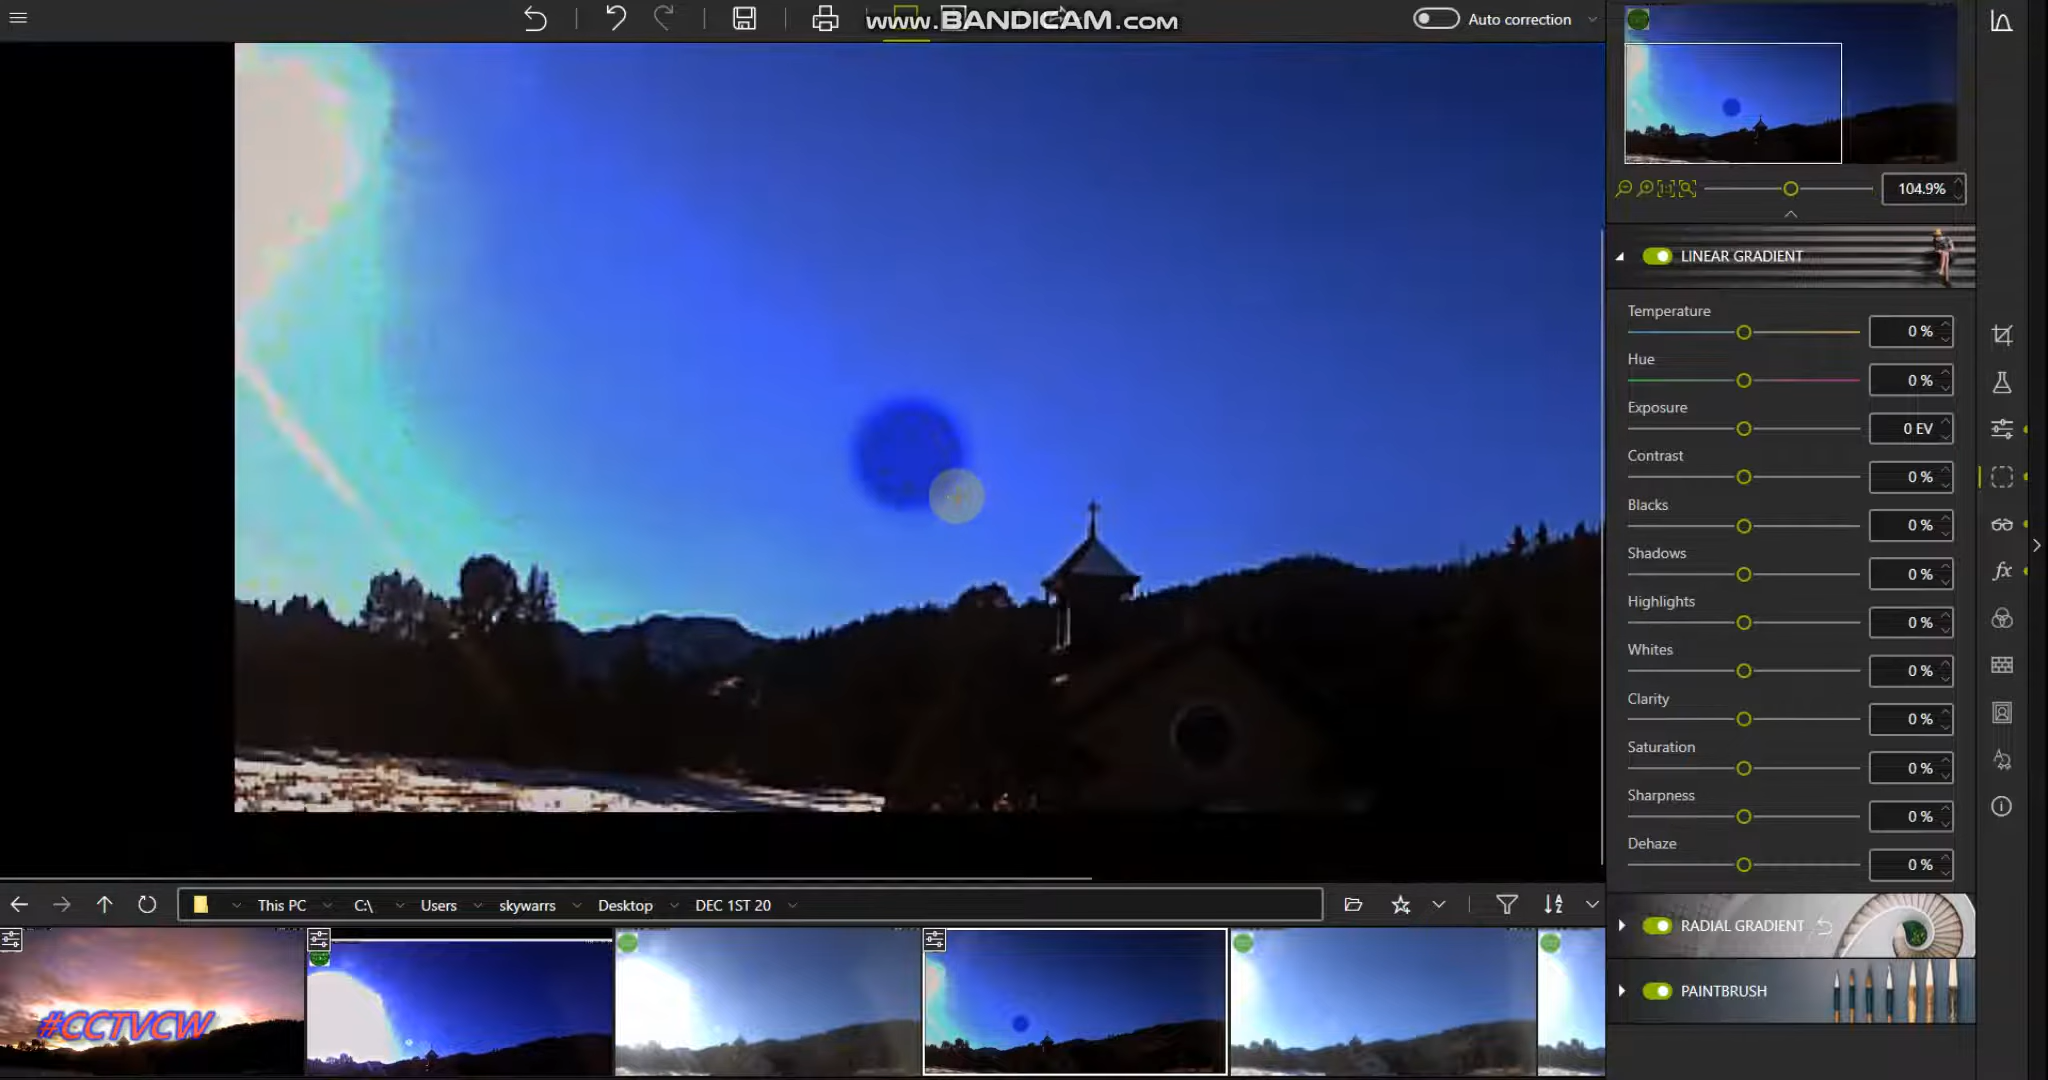 www.BANDICAM.com
Auto correction
104.9%
LINEAR GRADIENT
Temperature
0 %
Hue
0 %
Exposure
0 EV
Contrast
0 %
Blacks
0 %
Shadows
0 %
Highlights
0 %
Whites
0 %
Clarity
0 %
Saturation
0 %
Sharpness
0 %
Dehaze
0 %
RADIAL GRADIENT
PAINTBRUSH
This PC
C:\
Users
skywarrs
Desktop
DEC 1ST 20
#CCTVCW